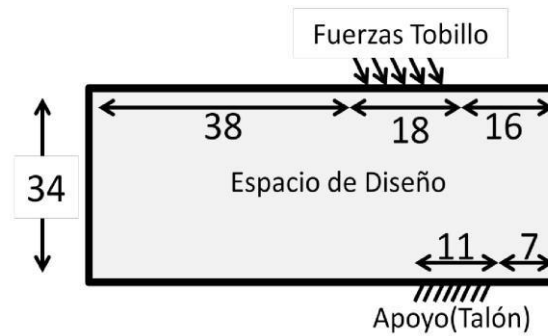 Fuerzas Tobillo
38
18
16
34
Espacio de Diseño
11
7
Apoyo(Talón)